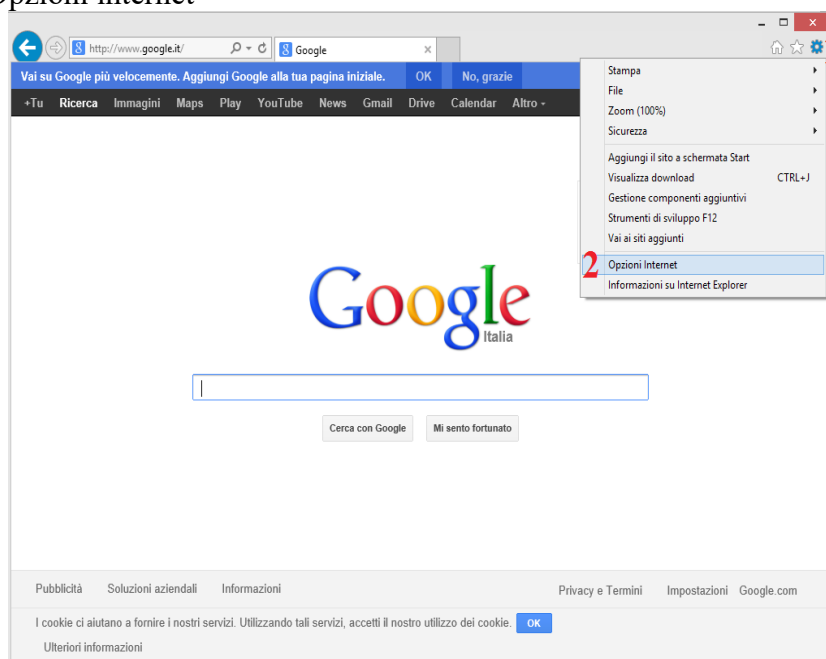 Opzioni internet
http://www.google.it/
Google
Vai su Google più velocemente. Aggiungi Google alla tua pagina iniziale. OK No, grazie
+Tu Ricerca Immagini Maps Play YouTube News Gmail Drive Calendar Altro
Stampa
File
Zoom (100%)
Sicurezza
Aggiungi il sito a schermata Start
Visualizza download CTRL+J
Gestione componenti aggiuntivi
Strumenti di sviluppo F12
Vai ai siti aggiunti
2 Opzioni Internet
Informazioni su Internet Explorer
Google
Italia
Cerca con Google Mi sento fortunato
Pubblicità Soluzioni aziendali Informazioni Privacy e Termini Impostazioni Google.com
I cookie ci aiutano a fornire i nostri servizi. Utilizzando tali servizi, accetti il nostro utilizzo dei cookie. OK
Ulteriori informazioni